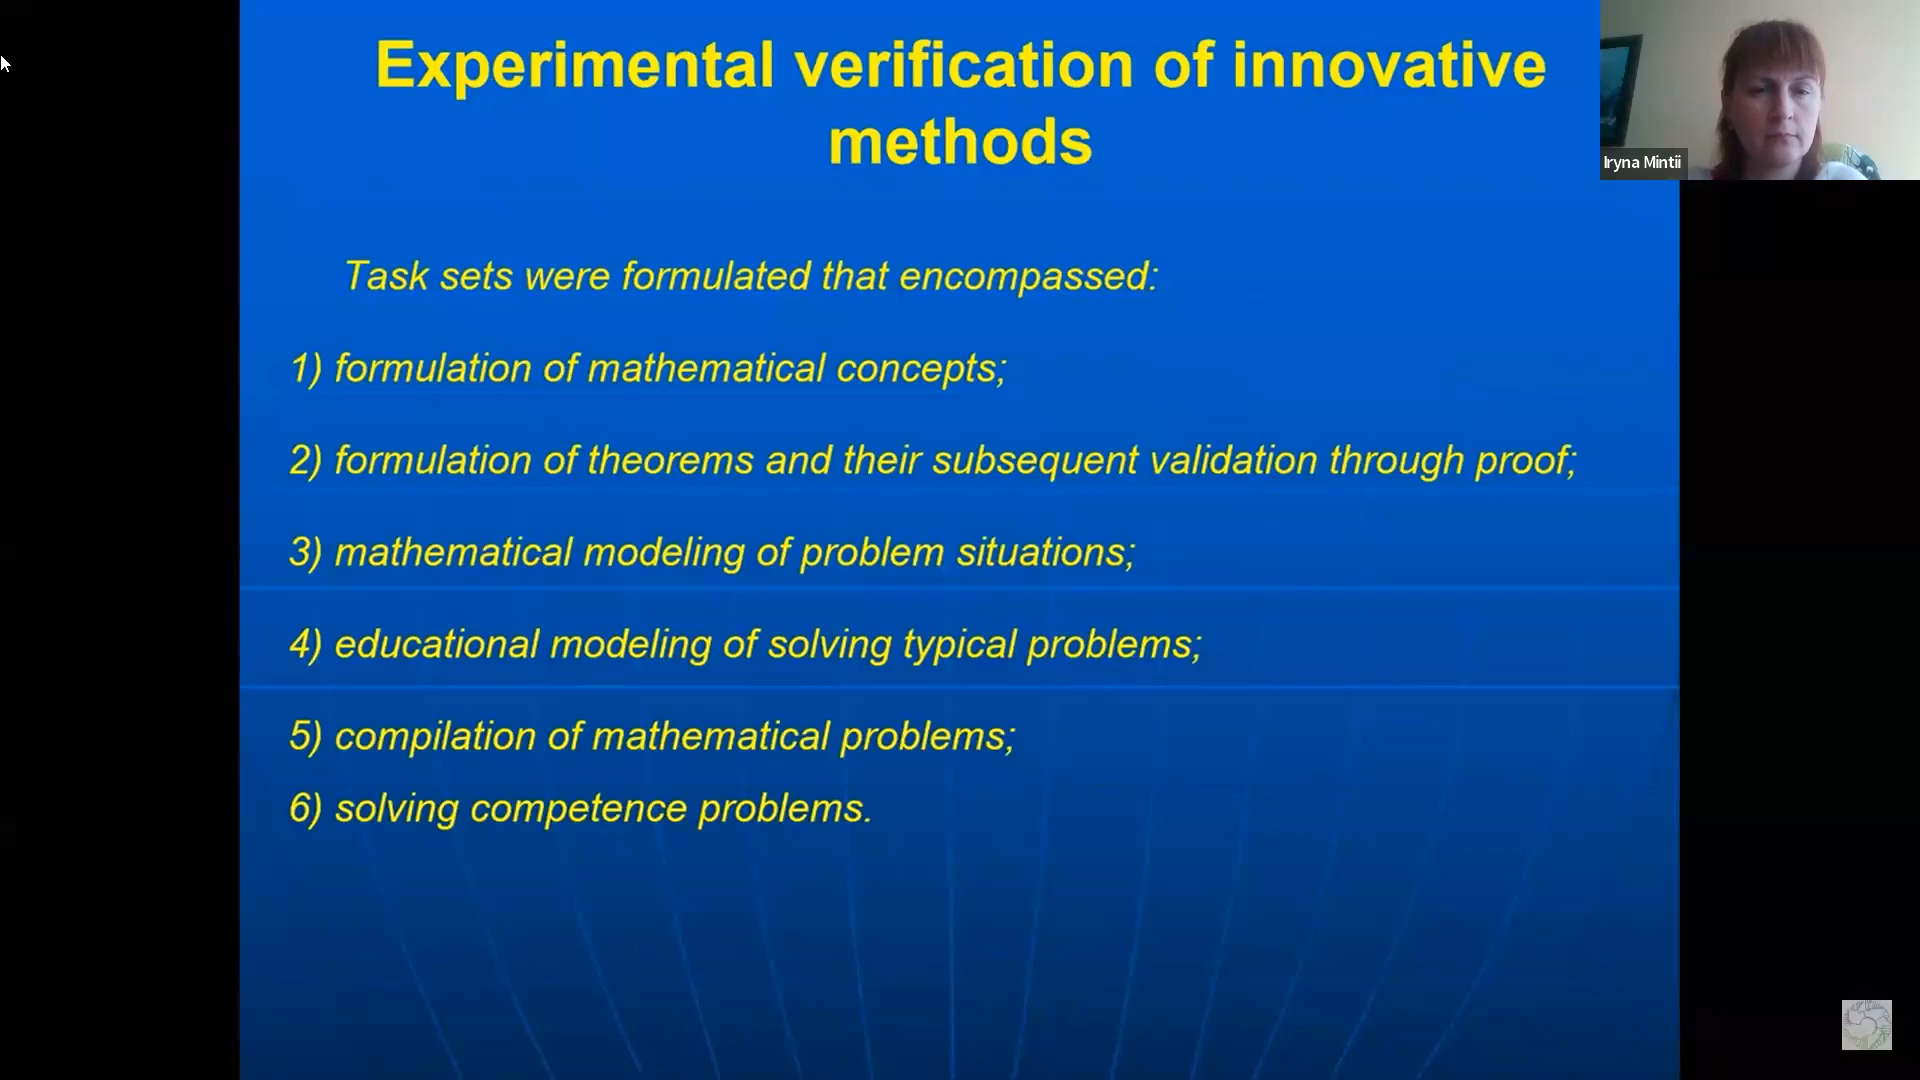 Experimental verification of innovative
methods
Iryna Mintii
Task sets were formulated that encompassed:
1) formulation of mathematical concepts;
2) formulation of theorems and their subsequent validation through proof;
3) mathematical modeling of problem situations;
4) educational modeling of solving typical problems;
5) compilation of mathematical problems;
6) solving competence problems.